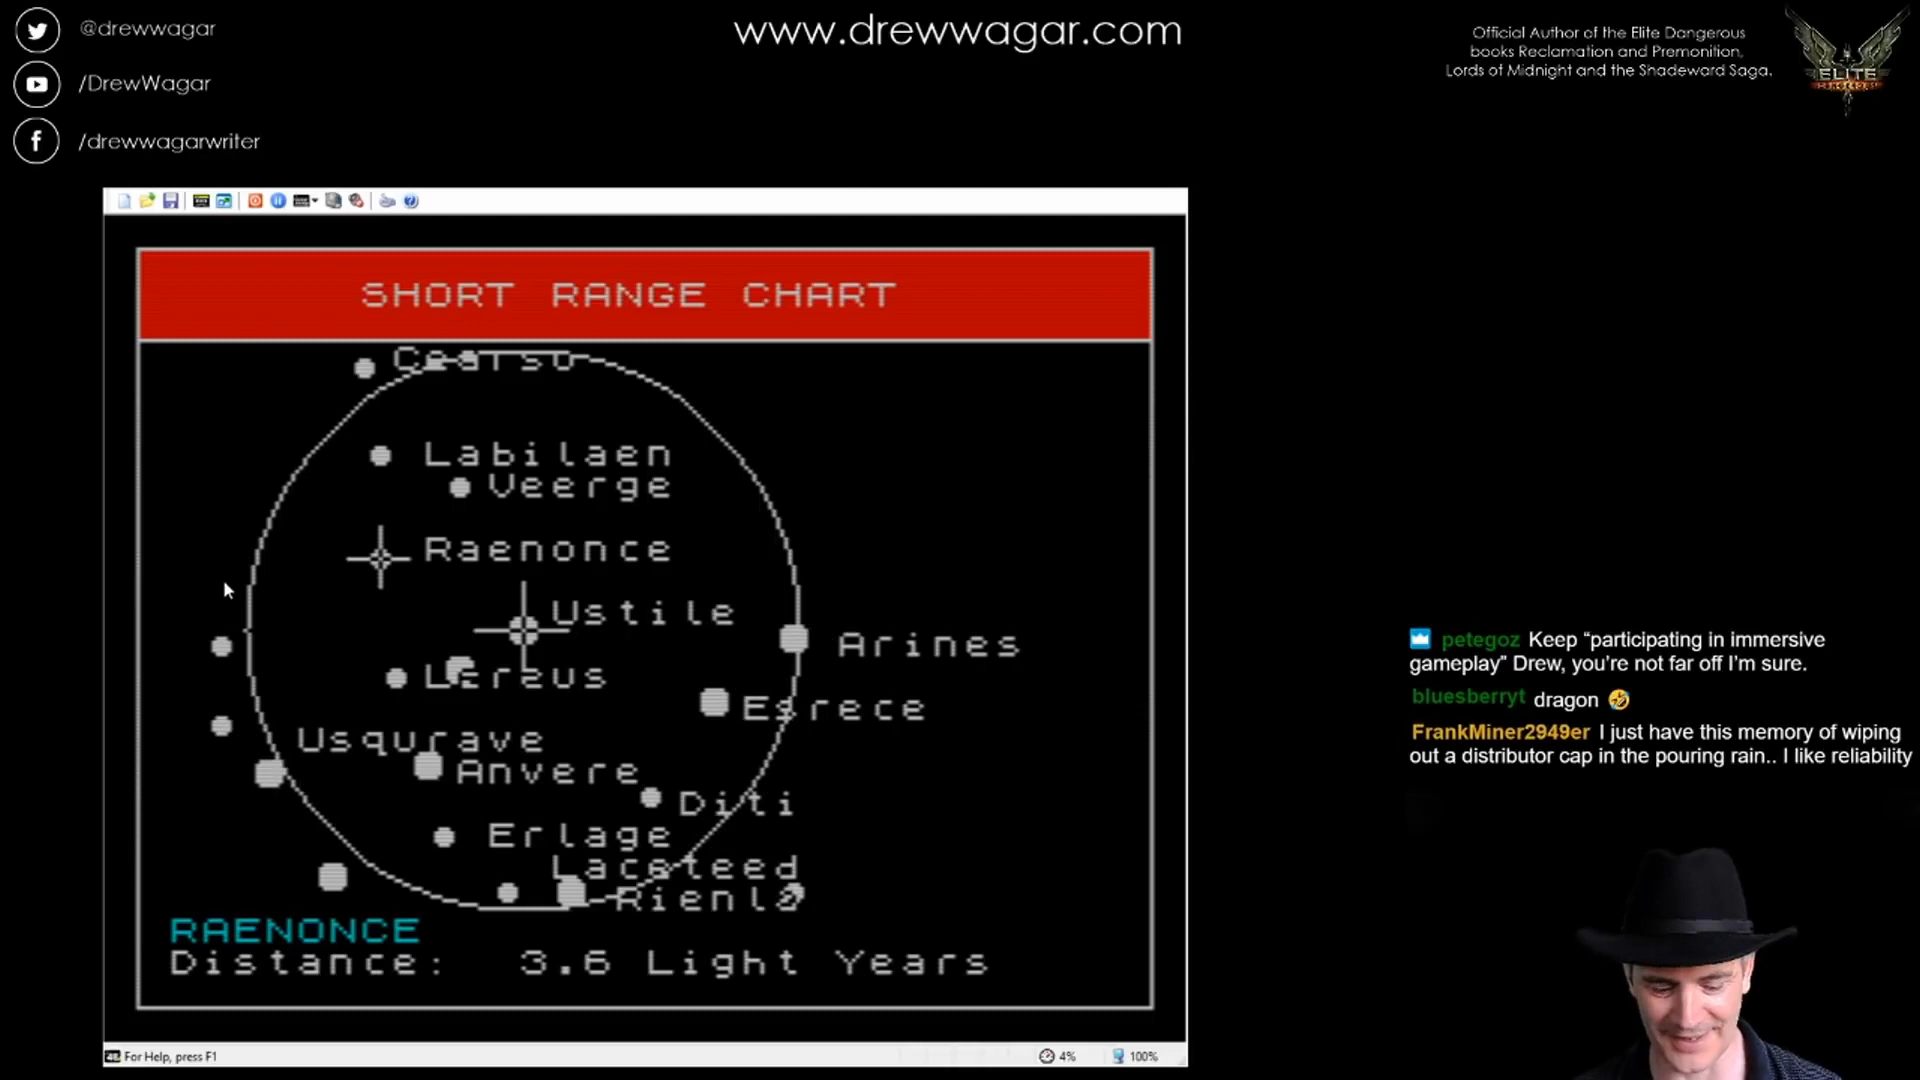 @drewwagar
/DrewWagar
/drewwagarwriter
www.drewwagar.com
Official Author of the Elite Dangerous
books Reclamation and Premonition,
Lords of Midnight and the Shadeward Saga.
ELITE
DANGEROUS
SHORT RANGE CHART
Labilaen
Veerge
Raenonce
Ustile
Arines
Lereus
Esrece
Usqurave
Anvere
Diti
Erlage
Laceteed
RAENONCE
Distance: 3.6 Light Years
For Help, press F1
4%
100%
petegoz Keep “participating in immersive
gameplay” Drew, you’re not far off I’m sure.
bluesberryt dragon 🤣
FrankMiner2949er I just have this memory of wiping
out a distributor cap in the pouring rain.. I like reliability